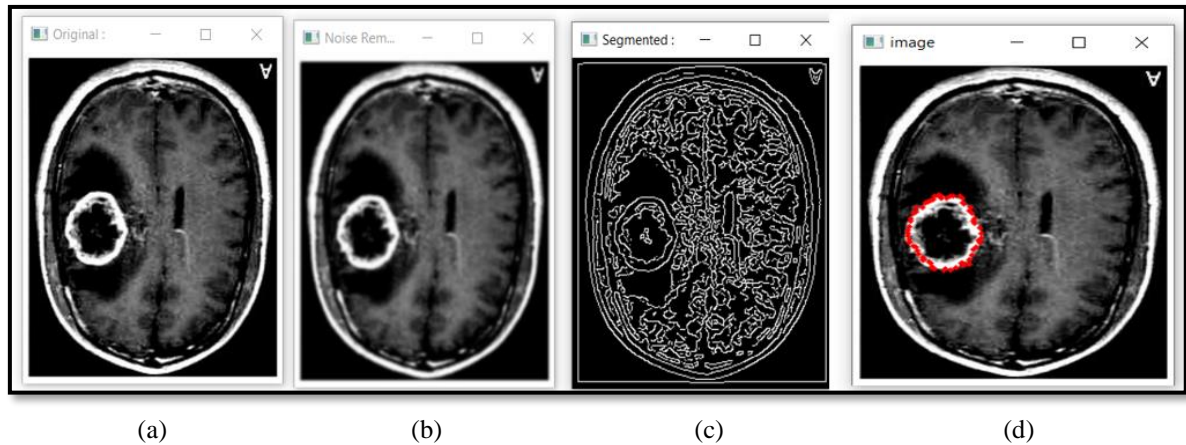 Original :
Noise Rem...
Segmented :
image
A
A
A
A
(a)
(b)
(c)
(d)